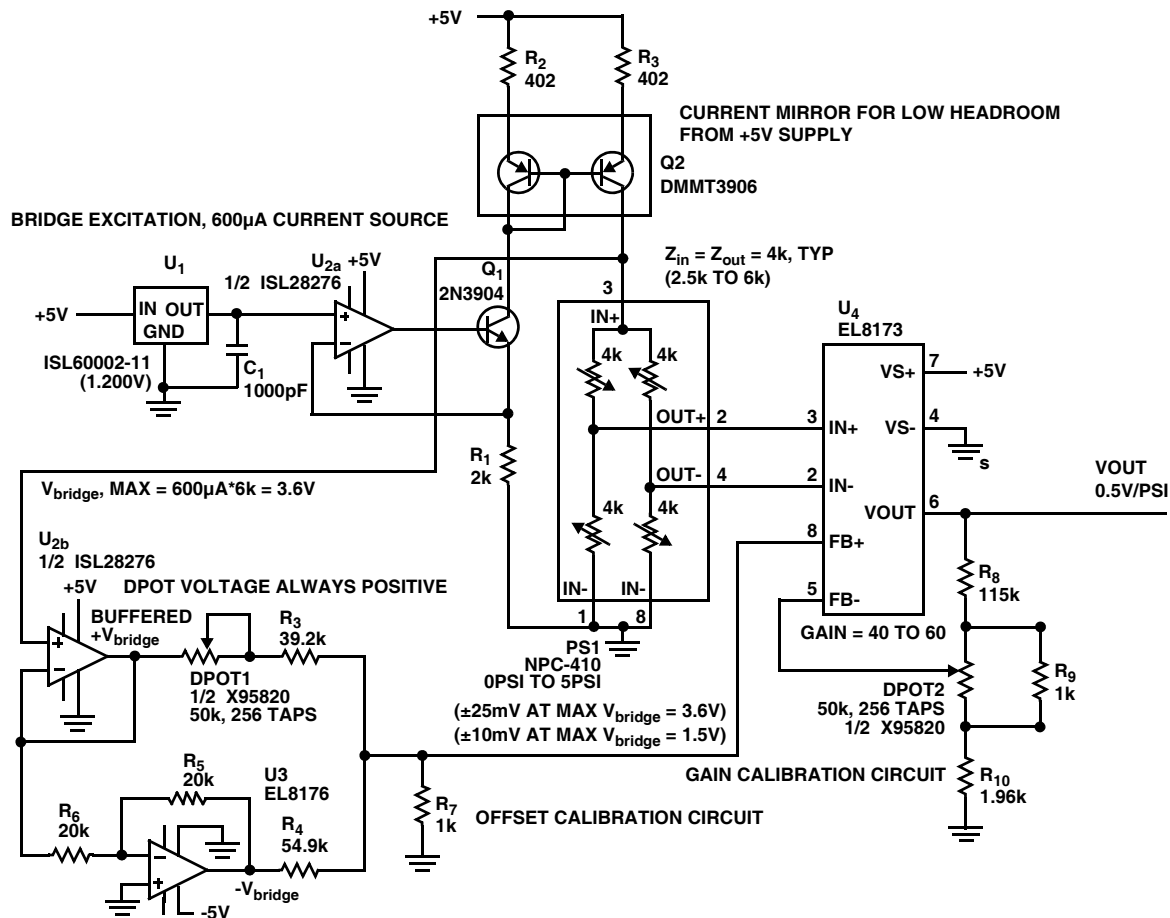 +5V
R2
402
R3
402
CURRENT MIRROR FOR LOW HEADROOM
FROM +5V SUPPLY
Q2
DMMT3906
BRIDGE EXCITATION, 600µA CURRENT SOURCE
U1
IN OUT
GND
+5V
ISL60002-11
(1.200V)
C1
1000pF
U2a
+5V
1/2 ISL28276
+
−
Q1
2N3904
R1
2k
Zin = Zout = 4k, TYP
(2.5k TO 6k)
3
IN+
4k
4k
OUT+
2
OUT-
4
4k
4k
IN-
IN-
1
8
PS1
NPC-410
0PSI TO 5PSI
U4
EL8173
VS+
7
+5V
3
IN+
VS-
4
s
2
IN-
VOUT
6
VOUT
0.5V/PSI
8
FB+
5
FB-
GAIN = 40 TO 60
R8
115k
R9
1k
DPOT2
50k, 256 TAPS
1/2 X95820
R10
1.96k
GAIN CALIBRATION CIRCUIT
Vbridge, MAX = 600µA*6k = 3.6V
U2b
1/2 ISL28276
+5V
DPOT VOLTAGE ALWAYS POSITIVE
BUFFERED
+Vbridge
+
−
DPOT1
1/2 X95820
50k, 256 TAPS
R3
39.2k
(±25mV AT MAX Vbridge = 3.6V)
(±10mV AT MAX Vbridge = 1.5V)
R5
20k
U3
EL8176
R6
20k
R4
54.9k
−
+
-Vbridge
-5V
R7
1k
OFFSET CALIBRATION CIRCUIT